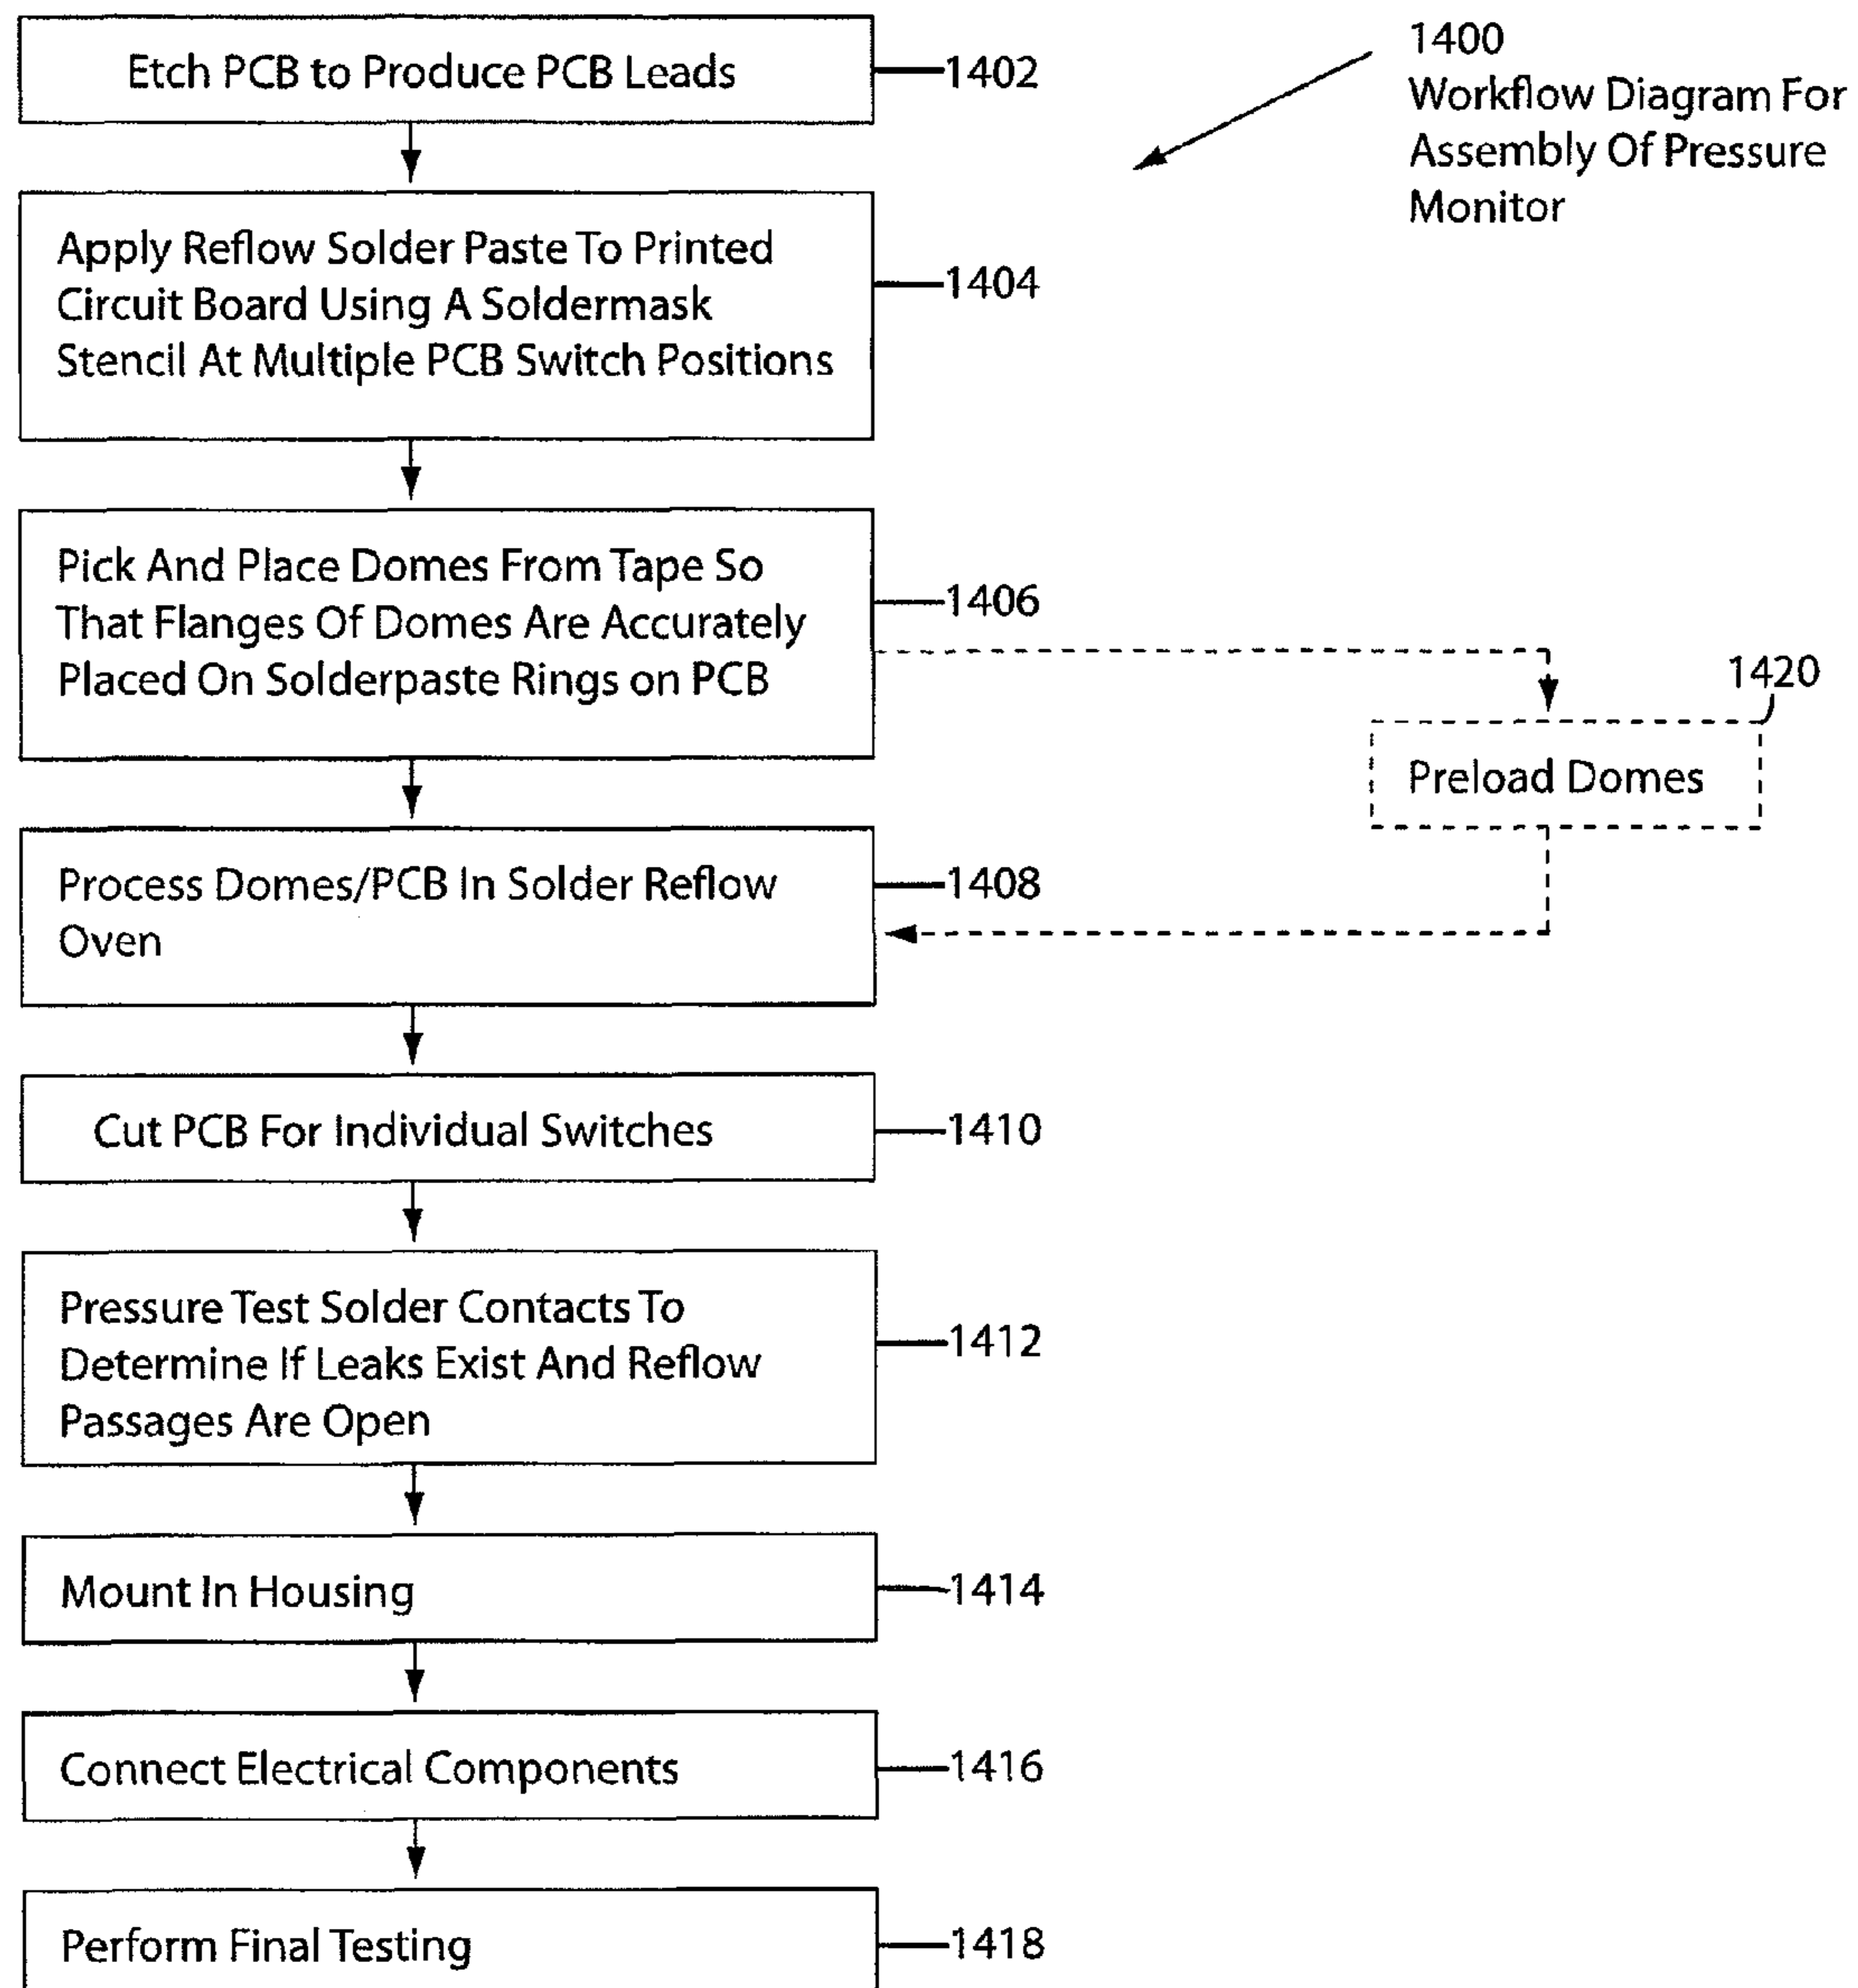 Etch PCB to Produce PCB Leads
1402
1400
Workflow Diagram For
Assembly Of Pressure
Monitor
Apply Reflow Solder Paste To Printed
Circuit Board Using A Soldermask
Stencil At Multiple PCB Switch Positions
1404
Pick And Place Domes From Tape So
That Flanges Of Domes Are Accurately
Placed On Solderpaste Rings on PCB
1406
1420
Preload Domes
Process Domes/PCB In Solder Reflow
Oven
1408
Cut PCB For Individual Switches
1410
Pressure Test Solder Contacts To
Determine If Leaks Exist And Reflow
Passages Are Open
1412
Mount In Housing
1414
Connect Electrical Components
1416
Perform Final Testing
1418